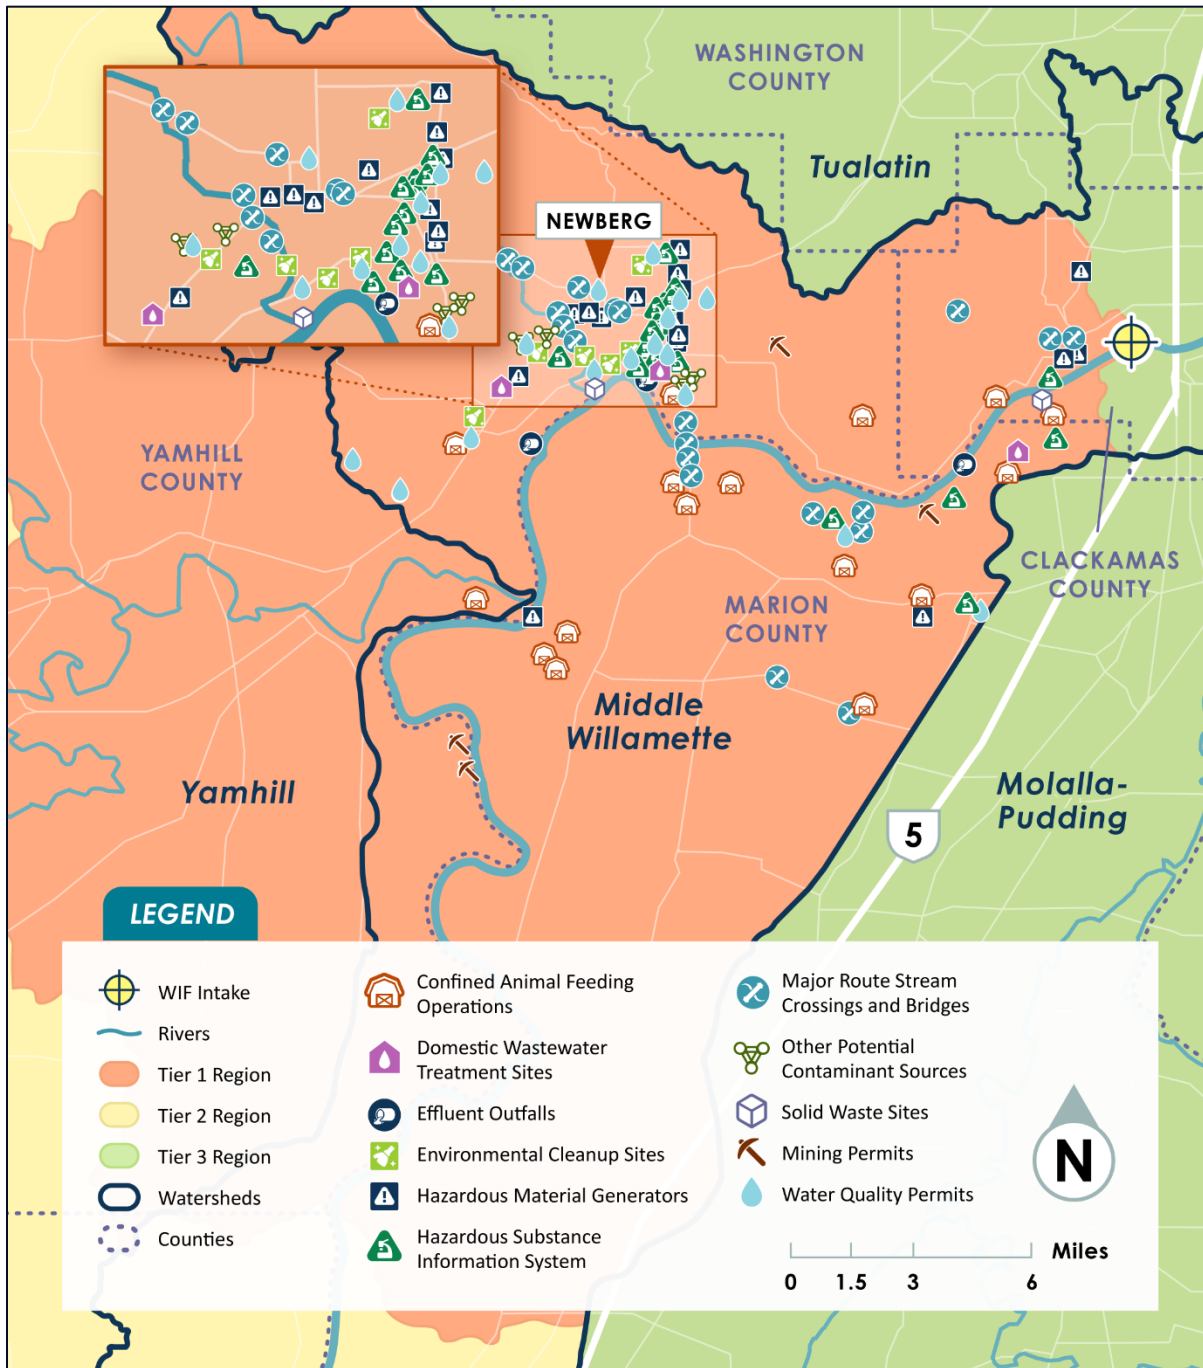 WASHINGTON
COUNTY
Tualatin
NEWBERG
YAMHILL
COUNTY
CLACKAMAS
COUNTY
MARION
COUNTY
Middle
Willamette
Yamhill
Molalla-
Pudding
5
LEGEND
WIF Intake
Rivers
Tier 1 Region
Tier 2 Region
Tier 3 Region
Watersheds
Counties
Confined Animal Feeding
Operations
Domestic Wastewater
Treatment Sites
Effluent Outfalls
Environmental Cleanup Sites
Hazardous Material Generators
Hazardous Substance
Information System
Major Route Stream
Crossings and Bridges
Other Potential
Contaminant Sources
Solid Waste Sites
Mining Permits
Water Quality Permits
N
Miles
0 1.5 3 6